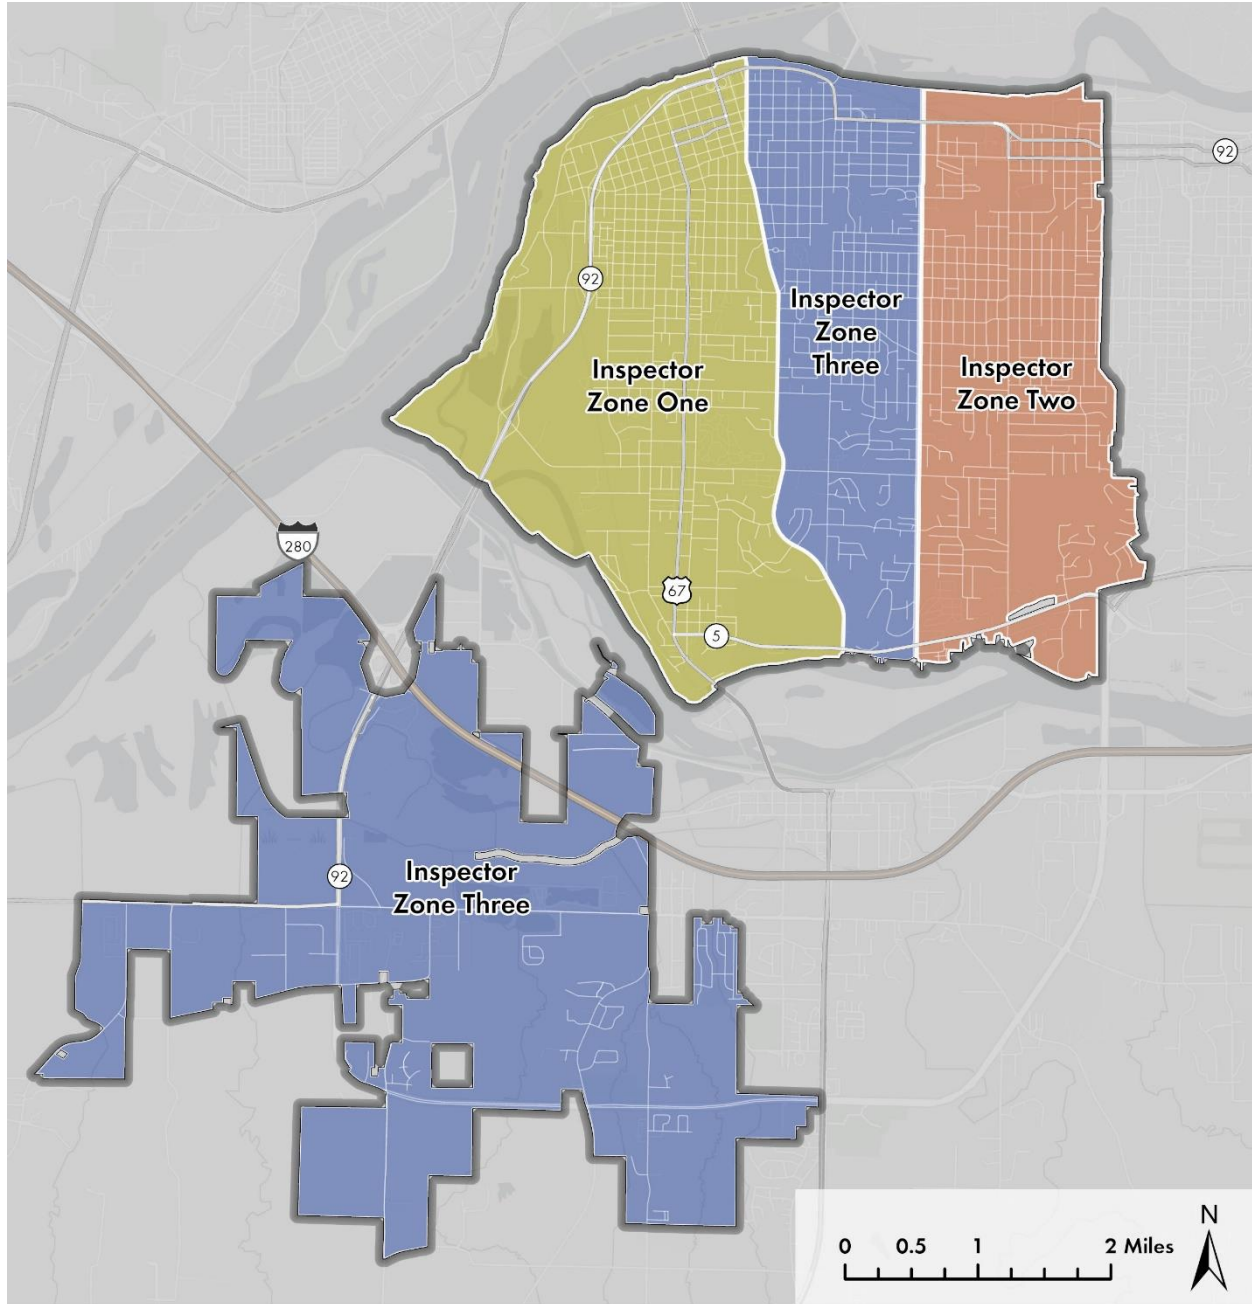 92
92
Inspector
Zone
Three
Inspector
Zone One
Inspector
Zone Two
280
67
5
Inspector
Zone Three
92
N
0 0.5 1 2 Miles